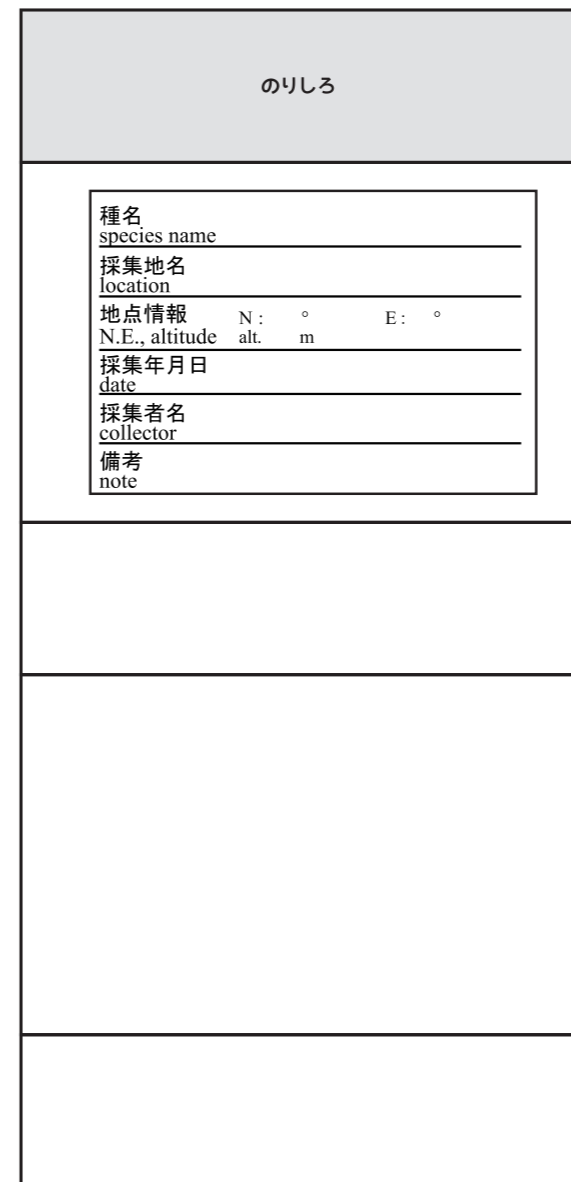 のりしろ
種名
species name
採集地名
location
地点情報 N : ° E : °
N.E., altitude alt. m
採集年月日
date
採集者名
collector
備考
note